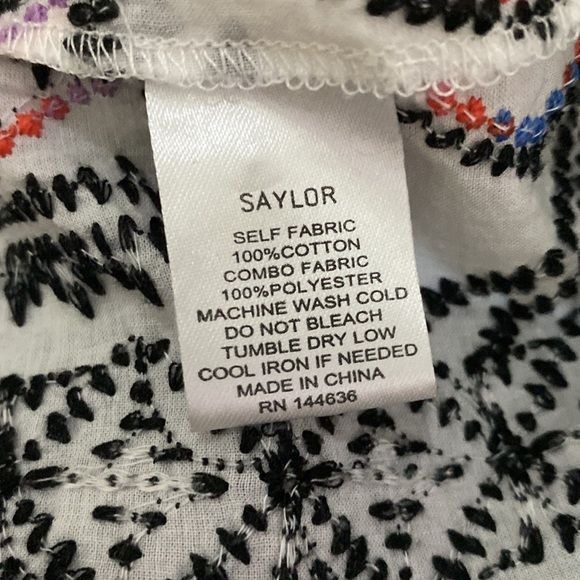 SAYLOR
SELF FABRIC
100%COTTON
COMBO FABRIC
100%POLYESTER
MACHINE WASH COLD
DO NOT BLEACH
TUMBLE DRY LOW
COOL IRON IF NEEDED
MADE IN CHINA
RN 144636